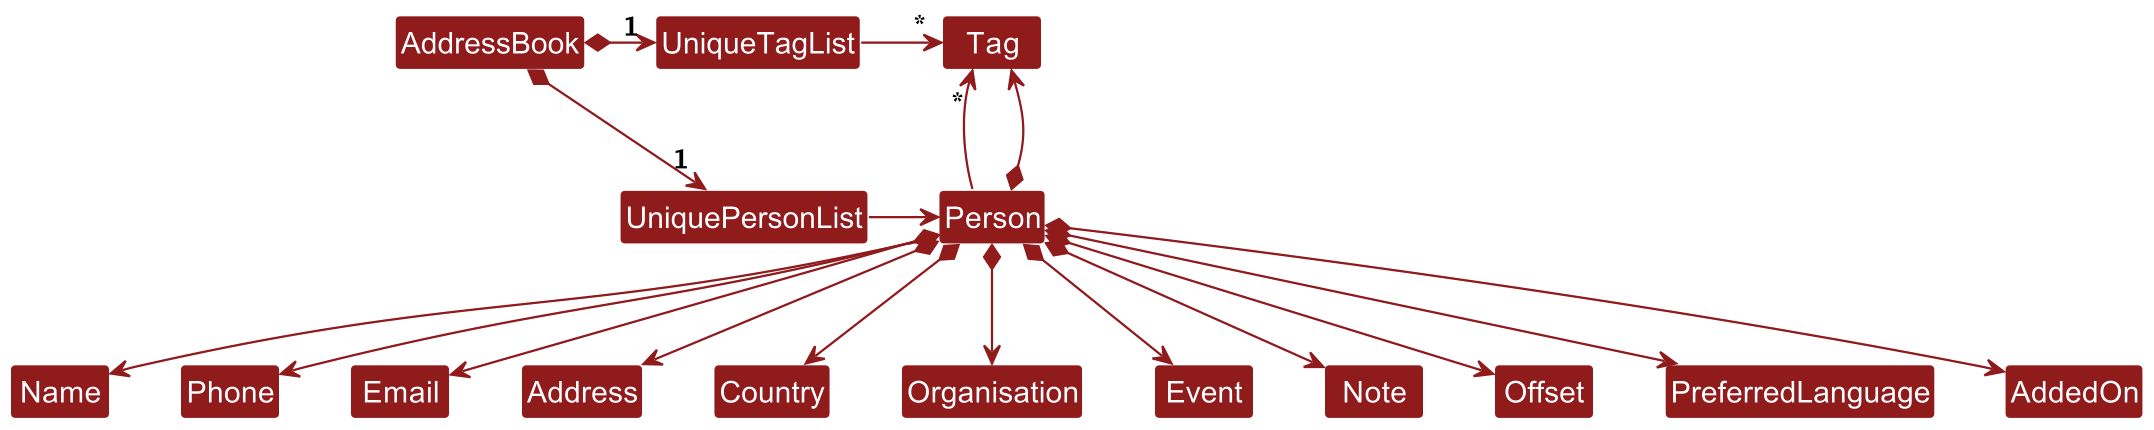 AddressBook 1 UniqueTagList * Tag
*
1
UniquePersonList Person
Name Phone Email Address Country Organisation Event Note Offset PreferredLanguage AddedOn